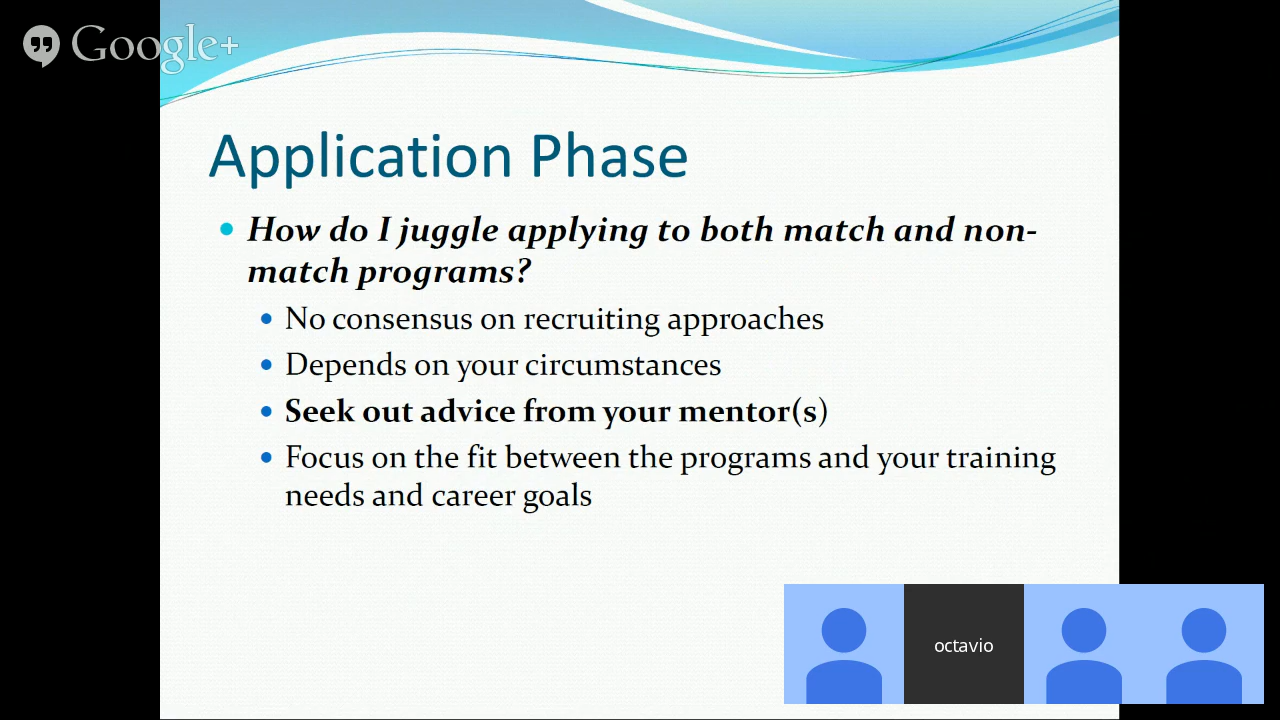 Google+
Application Phase
• How do I juggle applying to both match and non-
match programs?
• No consensus on recruiting approaches
• Depends on your circumstances
• Seek out advice from your mentor(s)
• Focus on the fit between the programs and your training
needs and career goals
octavio